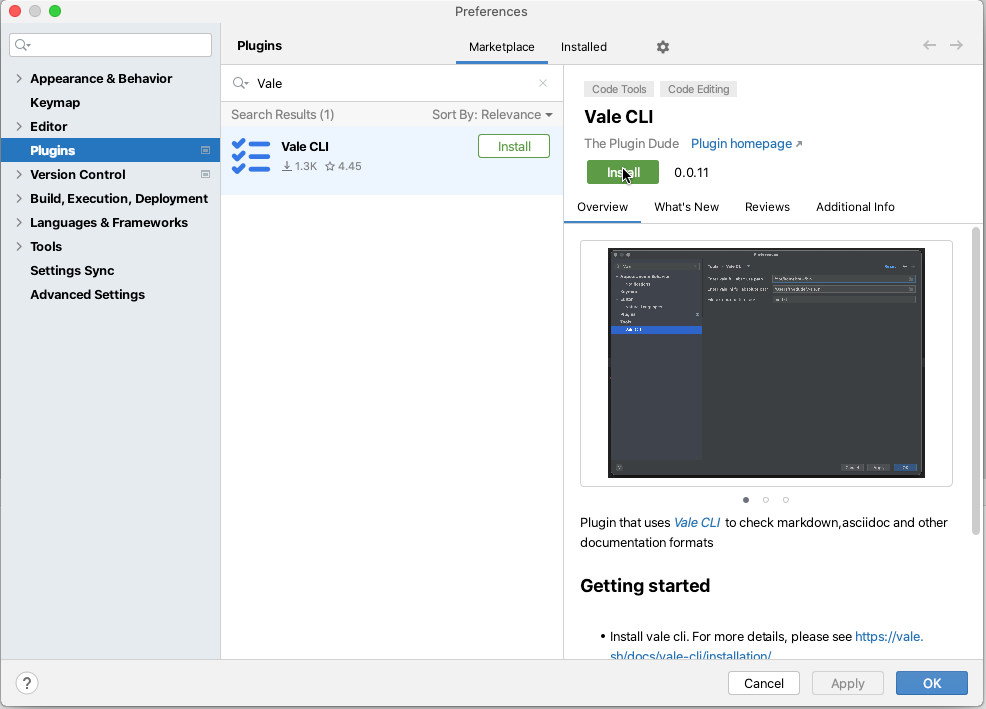 Preferences
Plugins
Marketplace
Installed
Appearance & Behavior
Keymap
Editor
Plugins
Version Control
Build, Execution, Deployment
Languages & Frameworks
Tools
Settings Sync
Advanced Settings
Vale
Search Results (1)
Sort By: Relevance
Vale CLI
1.3K
4.45
Install
Code Tools
Code Editing
Vale CLI
The Plugin Dude
Plugin homepage
Install
0.0.11
Overview
What's New
Reviews
Additional Info
Preferences
Plugin that uses Vale CLI to check markdown,asciidoc and other
documentation formats
Getting started
• Install vale cli. For more details, please see https://vale.
sh/docs/vale-cli/installation/
?
Cancel
Apply
OK